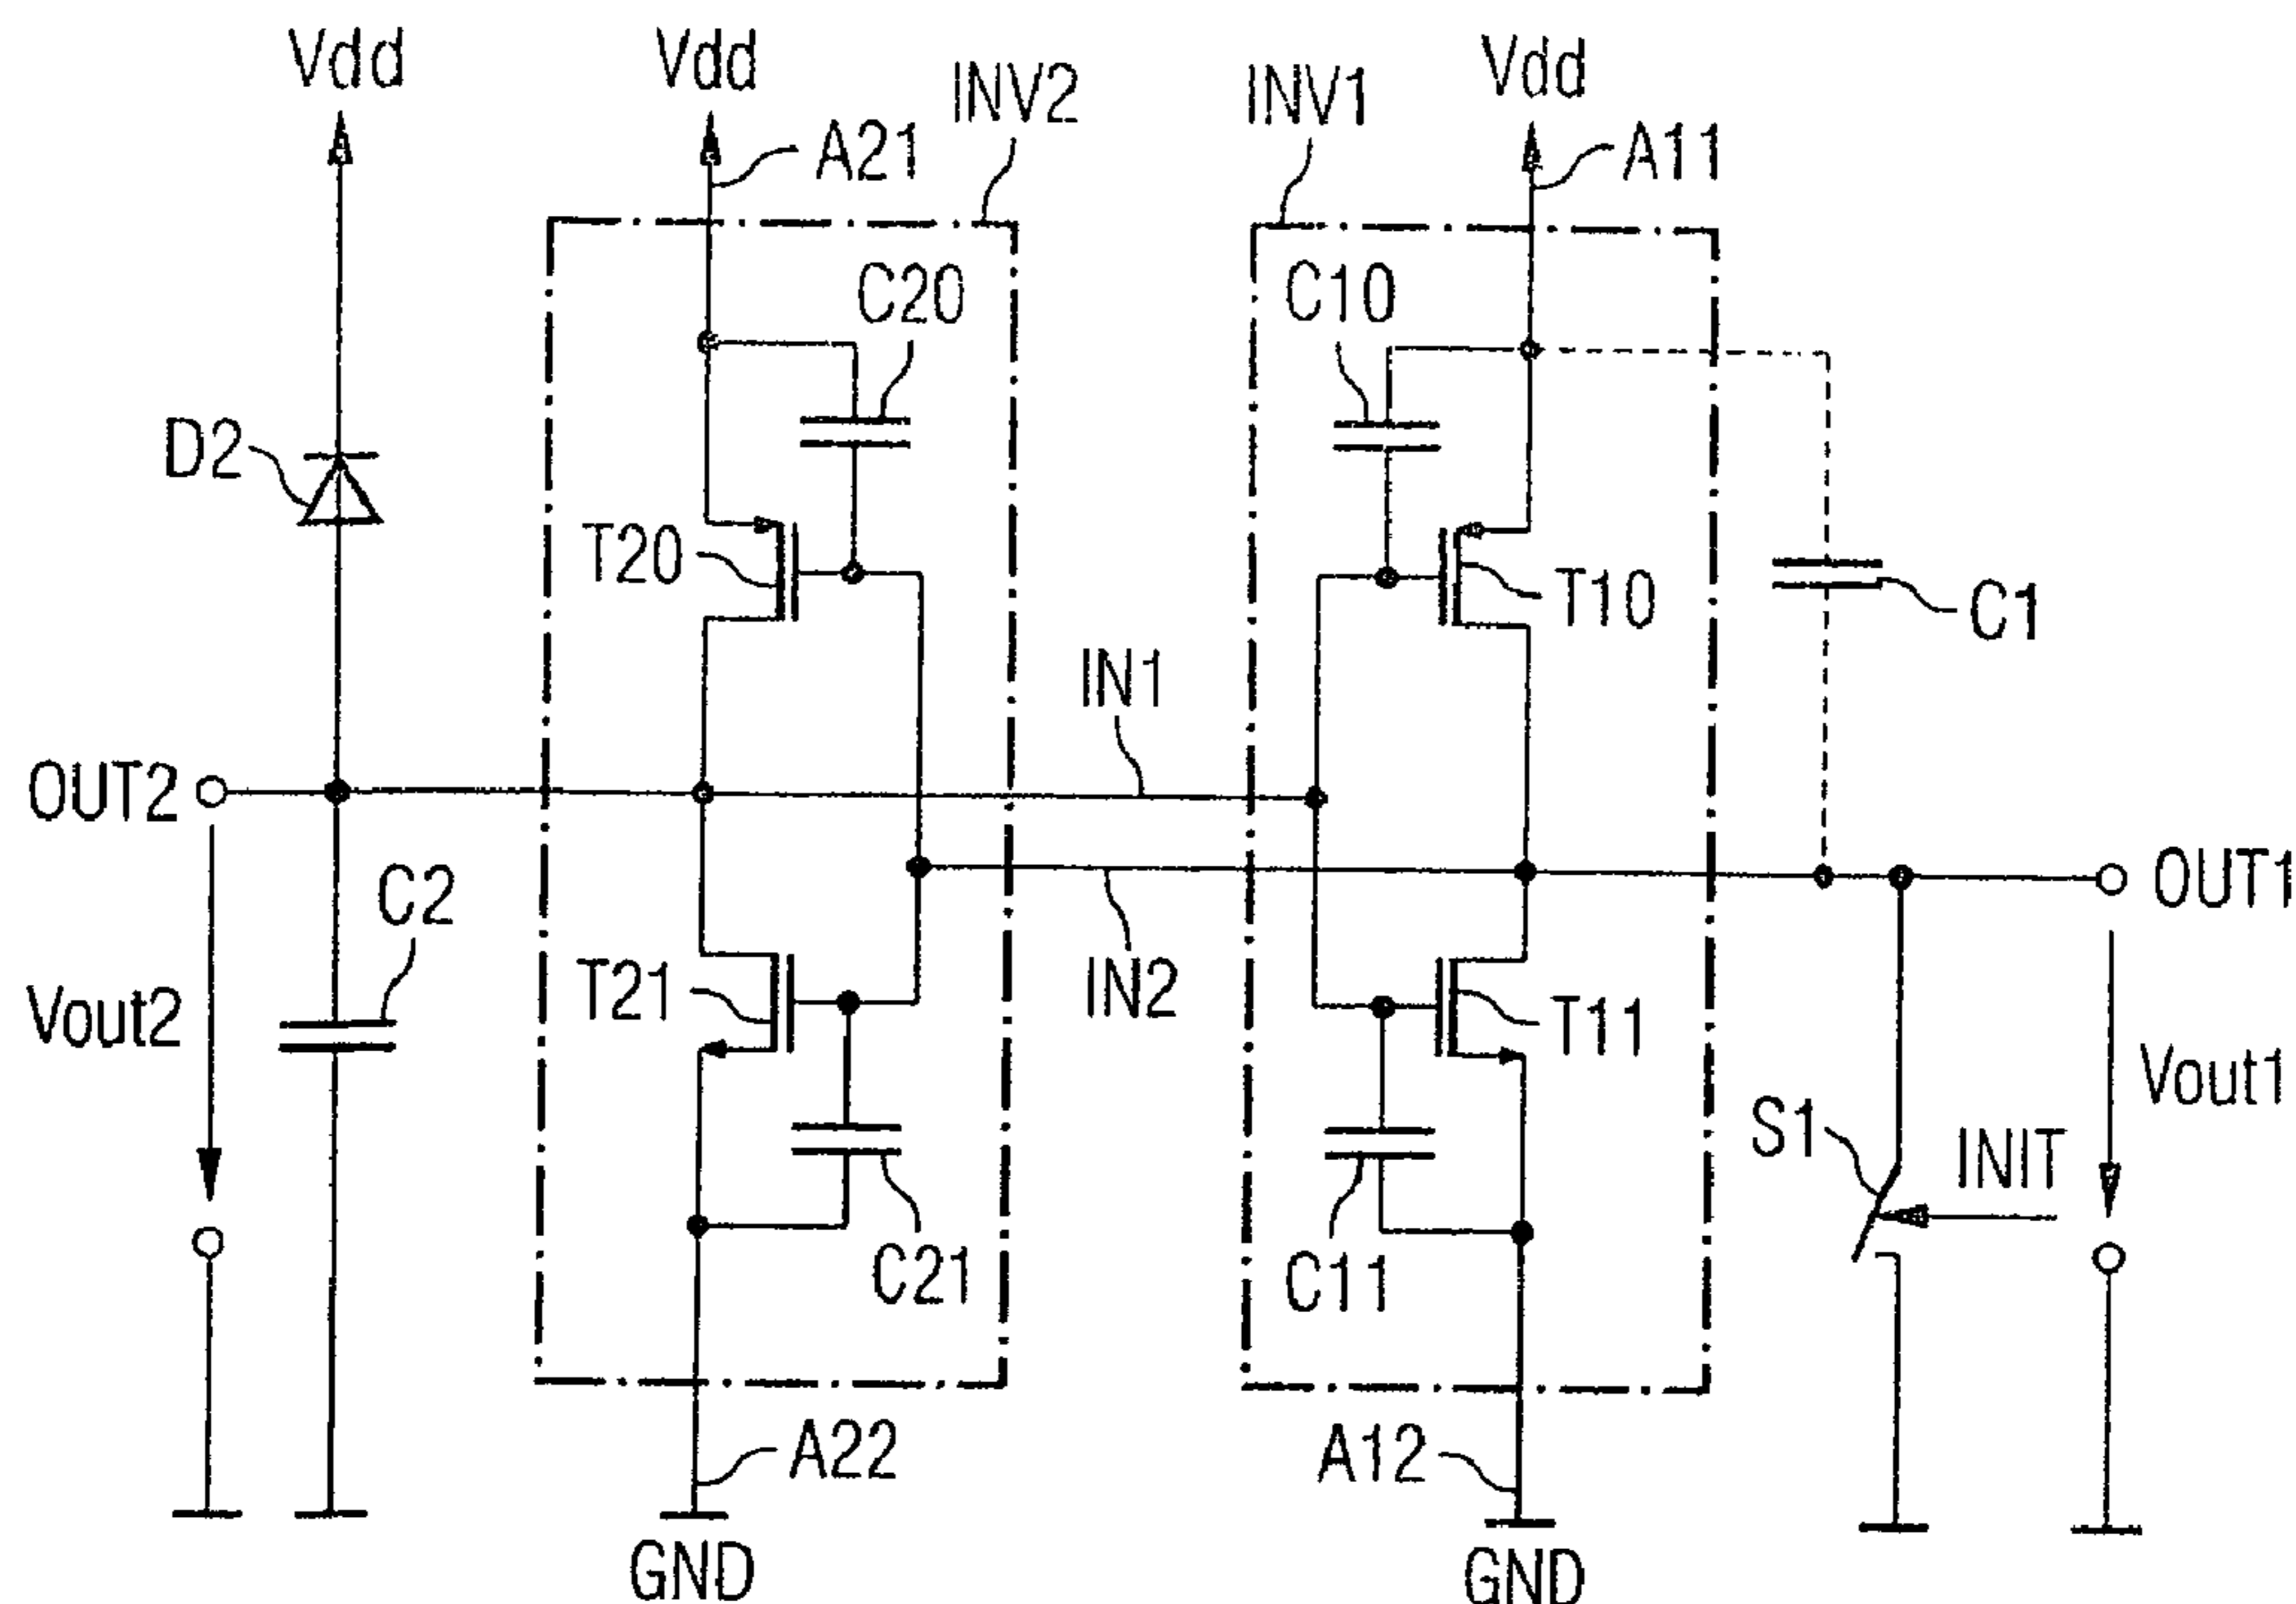 Vdd
Vdd
INV2
INV1
Vdd
A21
A11
C20
C10
D2
T20
T10
C1
IN1
OUT2
OUT1
C2
T21
IN2
T11
Vout2
Vout1
S1
INIT
C21
C11
A22
A12
GND
GND